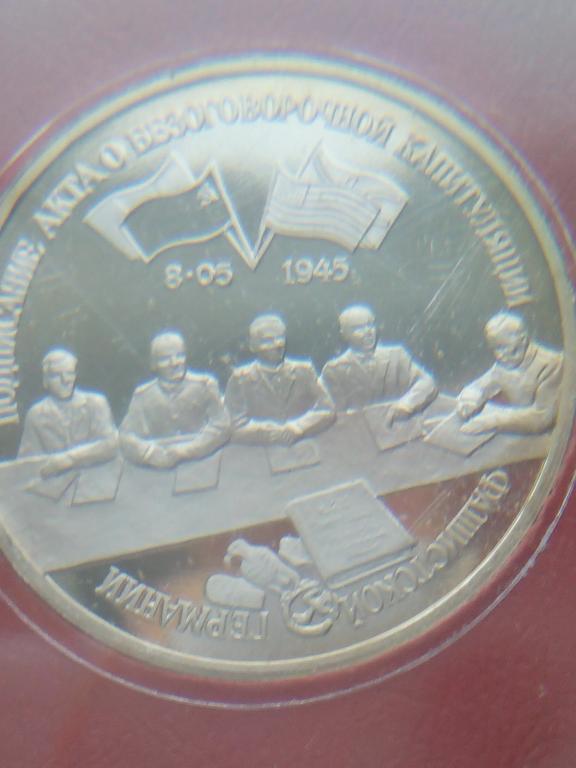 ПОДПИСАНИЕ АКТА О БЕЗОГОВОРОЧНОЙ КАПИТУЛЯЦИИ
ФАШИСТСКОЙ
ГЕРМАНИИ
8·05 1945